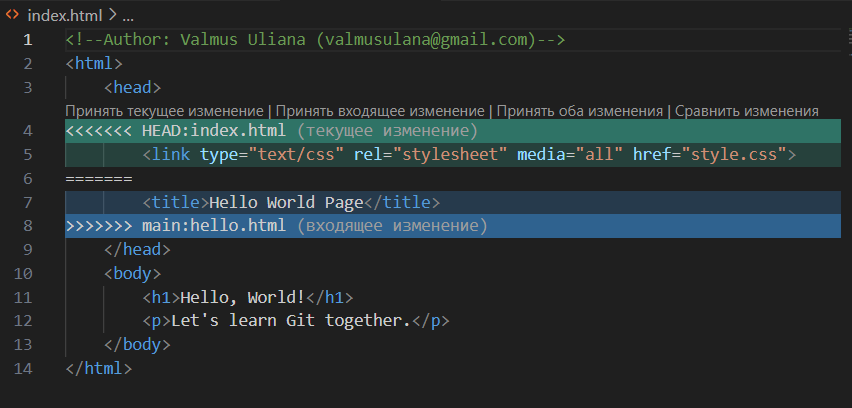 index.html > ...
1 <!--Author: Valmus Uliana (valmusulana@gmail.com)-->
2 <html>
3     <head>
Принять текущее изменение | Принять входящее изменение | Принять оба изменения | Сравнить изменения
4 <<<<<<< HEAD:index.html (текущее изменение)
5         <link type="text/css" rel="stylesheet" media="all" href="style.css">
6 =======
7         <title>Hello World Page</title>
8 >>>>>>> main:hello.html (входящее изменение)
9     </head>
10     <body>
11         <h1>Hello, World!</h1>
12         <p>Let's learn Git together.</p>
13     </body>
14 </html>